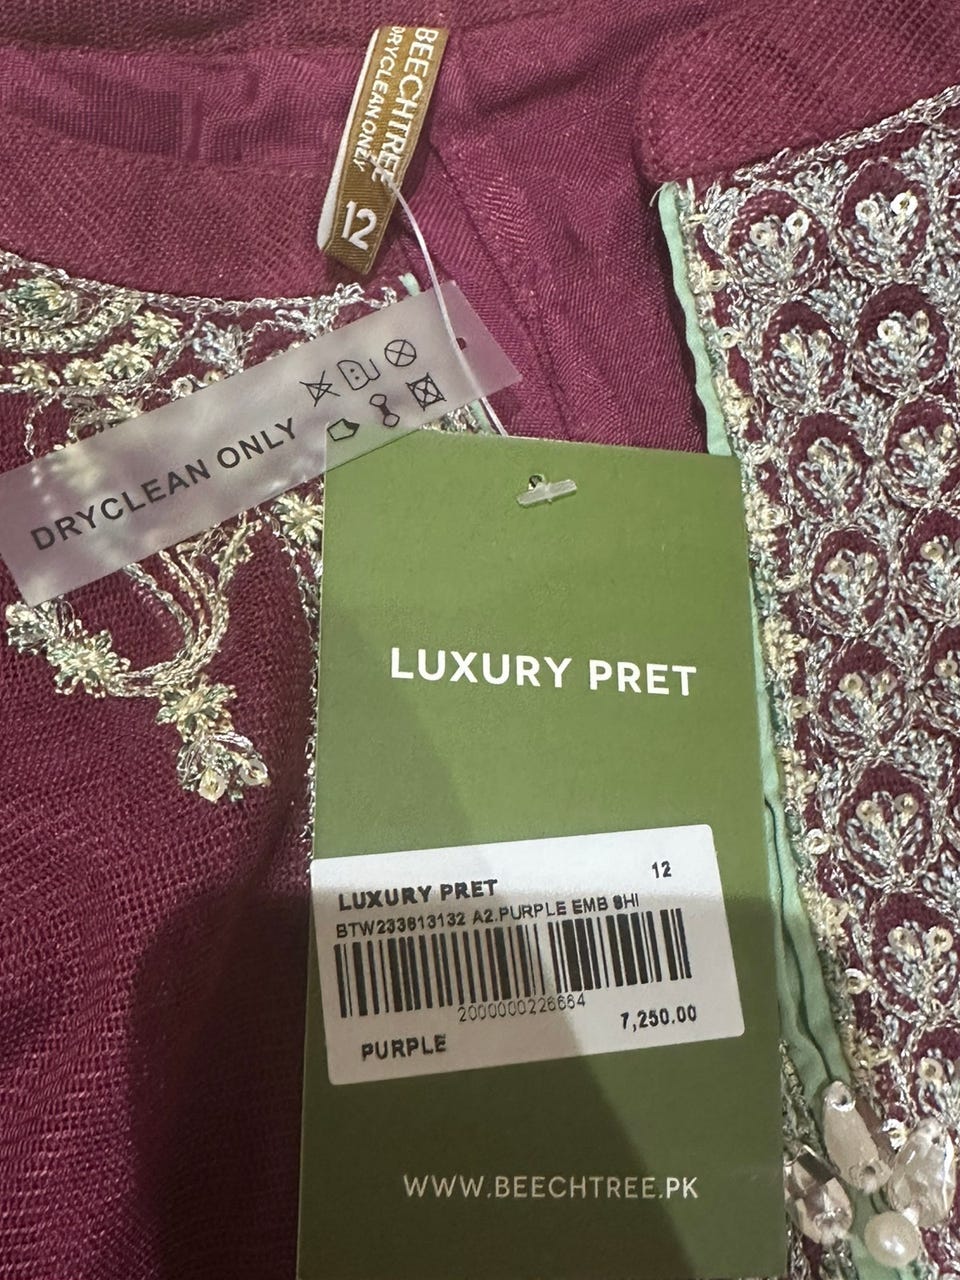 BEECHTREE
DRYCLEAN ONLY
12
DRYCLEAN ONLY
LUXURY PRET
12
LUXURY PRET
BTW233613132 A2.PURPLE EMB SHI
2000000226664
7,250.00
PURPLE
WWW.BEECHTREE.PK